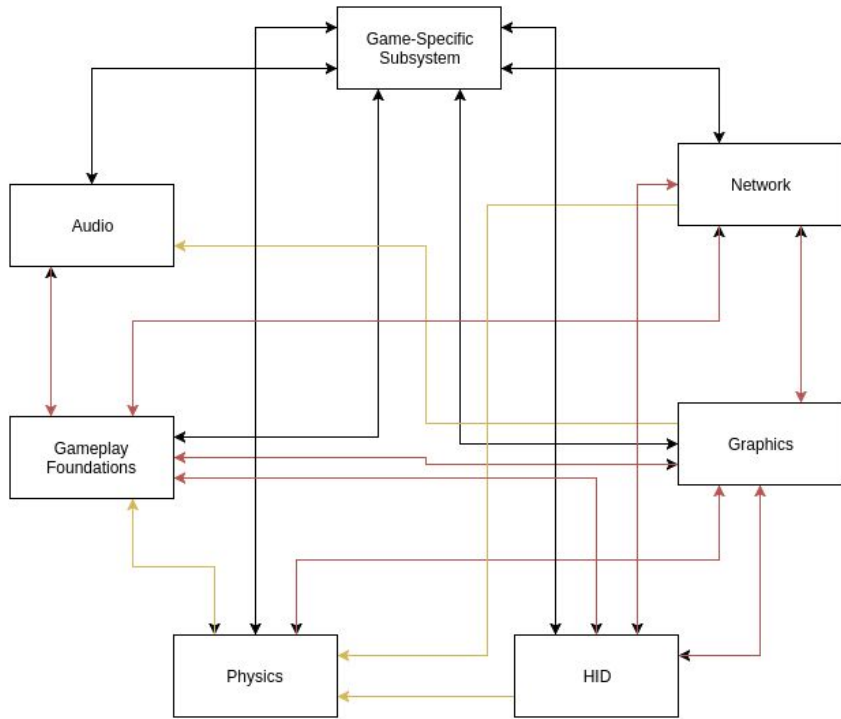 Game-Specific
Subsystem
Network
Audio
Gameplay
Foundations
Graphics
Physics
HID